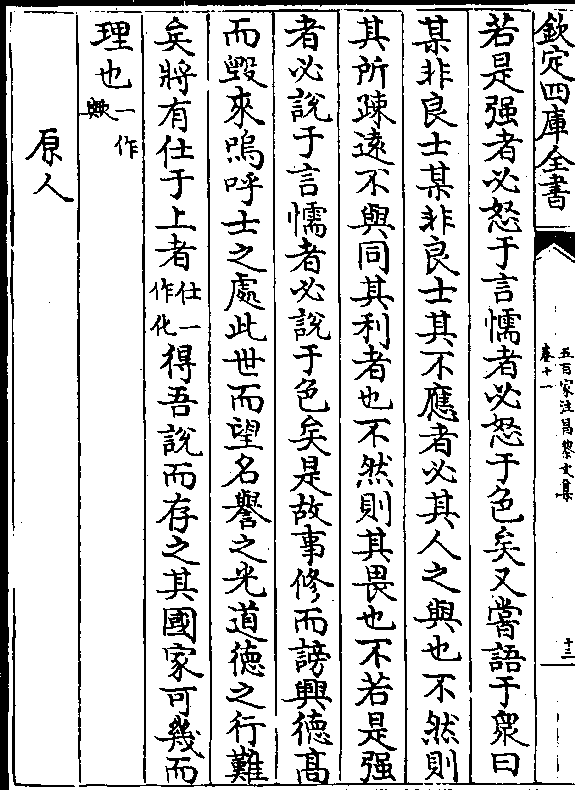 欽定四庫全書
五百家注昌黎文集
卷十一
十三
若是强者必怒于言懦者必怒于色矣又嘗語于衆曰
某非良士某非良士其不應者必其人之與也不然則
其所疎遠不與同其利者也不然則其畏也不若是强
者必說于言懦者必說于色矣是故事修而謗興德高
而毁來嗚呼士之處此世而望名譽之光道德之行難
矣將有仕于上者仕一作化得吾說而存之其國家可幾而
理也一作歟
原人